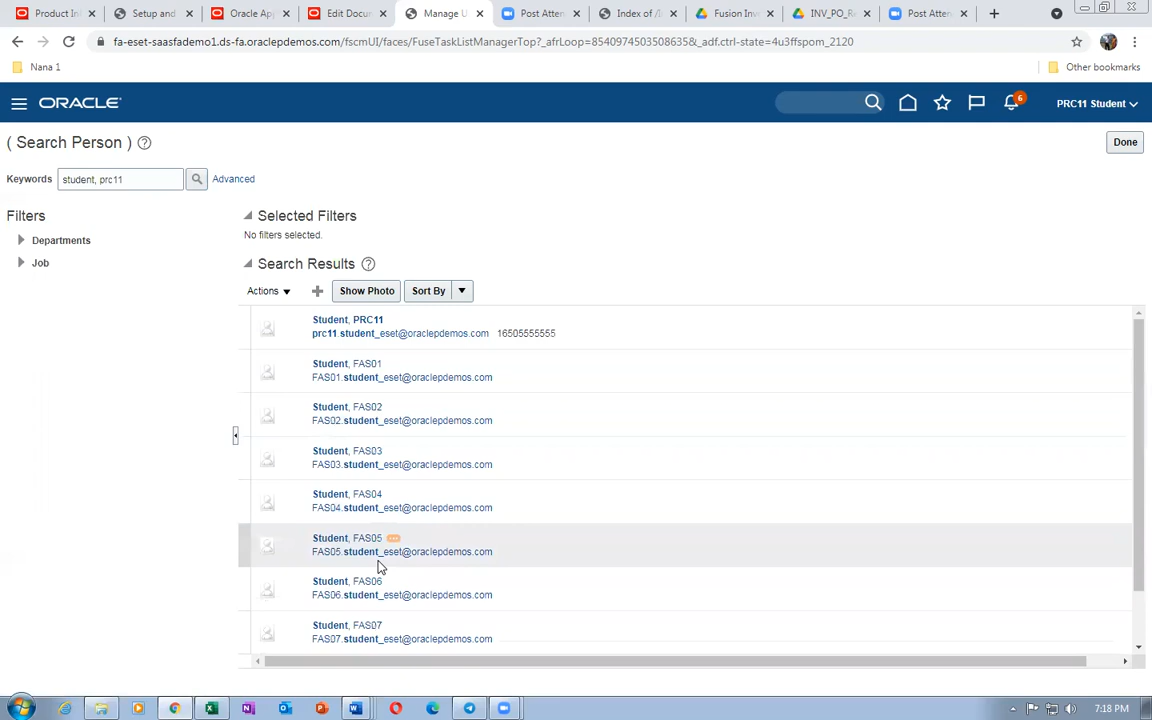 Product Inf
Setup and
Oracle App
Edit Docum
Manage U
Post Atten
Index of /
Fusion Inv
INV_PO_R
Post Atten
fa-eset-saasfademo1.ds-fa.oraclepdemos.com/fscmUI/faces/FuseTaskListManagerTop?_afrLoop=8540974503508635&_adf.ctrl-state=4u3ffspom_2120
Nana 1
Other bookmarks
ORACLE
6
PRC11 Student
( Search Person )
Done
Keywords student, prc11 Advanced
Filters
Departments
Job
Selected Filters
No filters selected.
Search Results
Actions Show Photo Sort By
Student, PRC11
prc11.student_eset@oraclepdemos.com 16505555555
Student, FAS01
FAS01.student_eset@oraclepdemos.com
Student, FAS02
FAS02.student_eset@oraclepdemos.com
Student, FAS03
FAS03.student_eset@oraclepdemos.com
Student, FAS04
FAS04.student_eset@oraclepdemos.com
Student, FAS05
FAS05.student_eset@oraclepdemos.com
Student, FAS06
FAS06.student_eset@oraclepdemos.com
Student, FAS07
FAS07.student_eset@oraclepdemos.com
7:18 PM